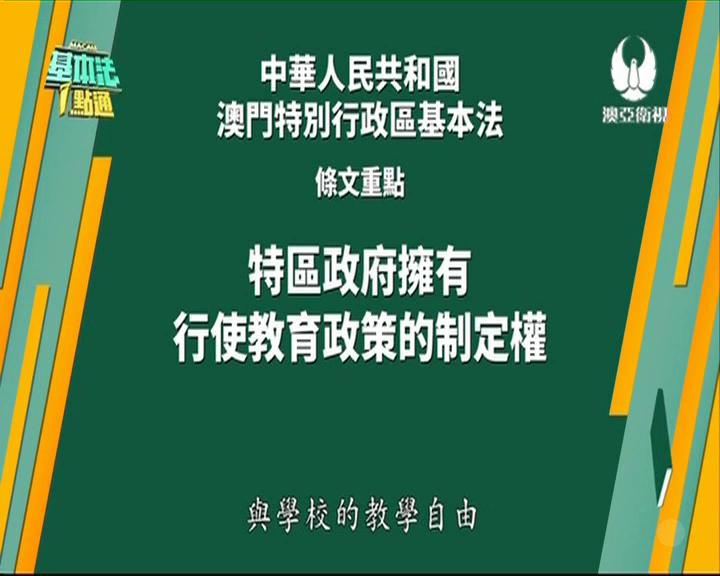 MACAU
基本法
1點通
澳亞衛視
中華人民共和國
澳門特別行政區基本法
條文重點
特區政府擁有
行使教育政策的制定權
與學校的教學自由